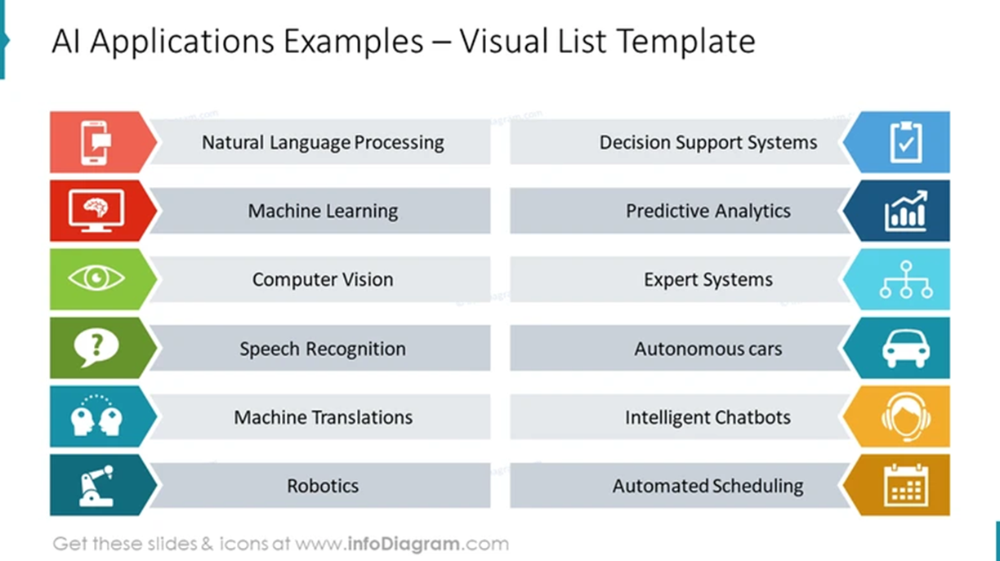 AI Applications Examples – Visual List Template
Natural Language Processing
Decision Support Systems
Machine Learning
Predictive Analytics
Computer Vision
Expert Systems
?
Speech Recognition
Autonomous cars
Machine Translations
Intelligent Chatbots
Robotics
Automated Scheduling
Get these slides & icons at www.infoDiagram.com